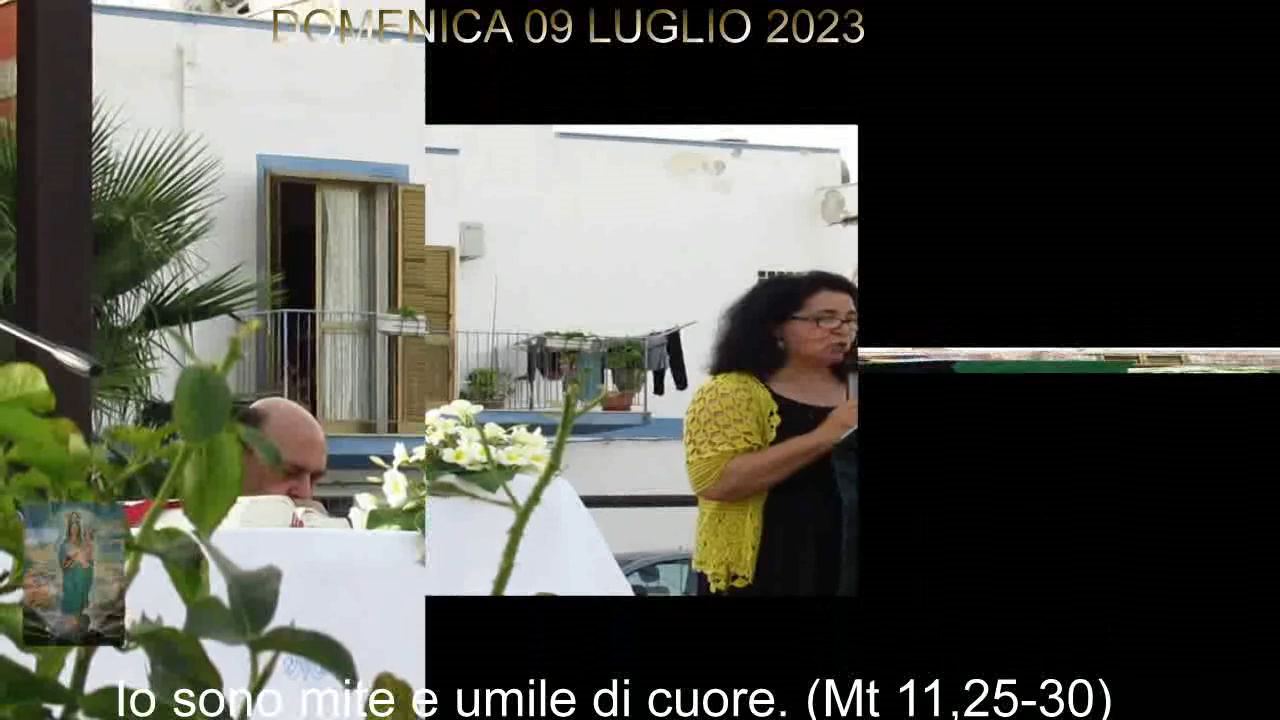 DOMENICA 09 LUGLIO 2023
Io sono mite e umile di cuore. (Mt 11,25-30)